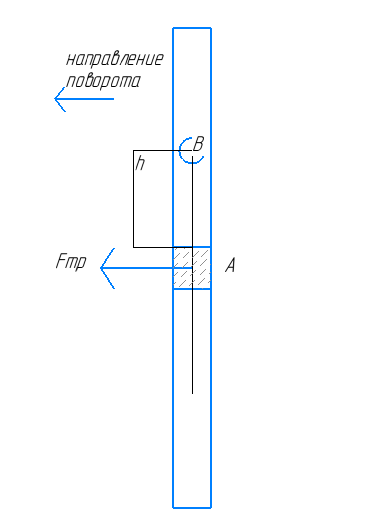 направление
поворота
B
h
Fтр
A